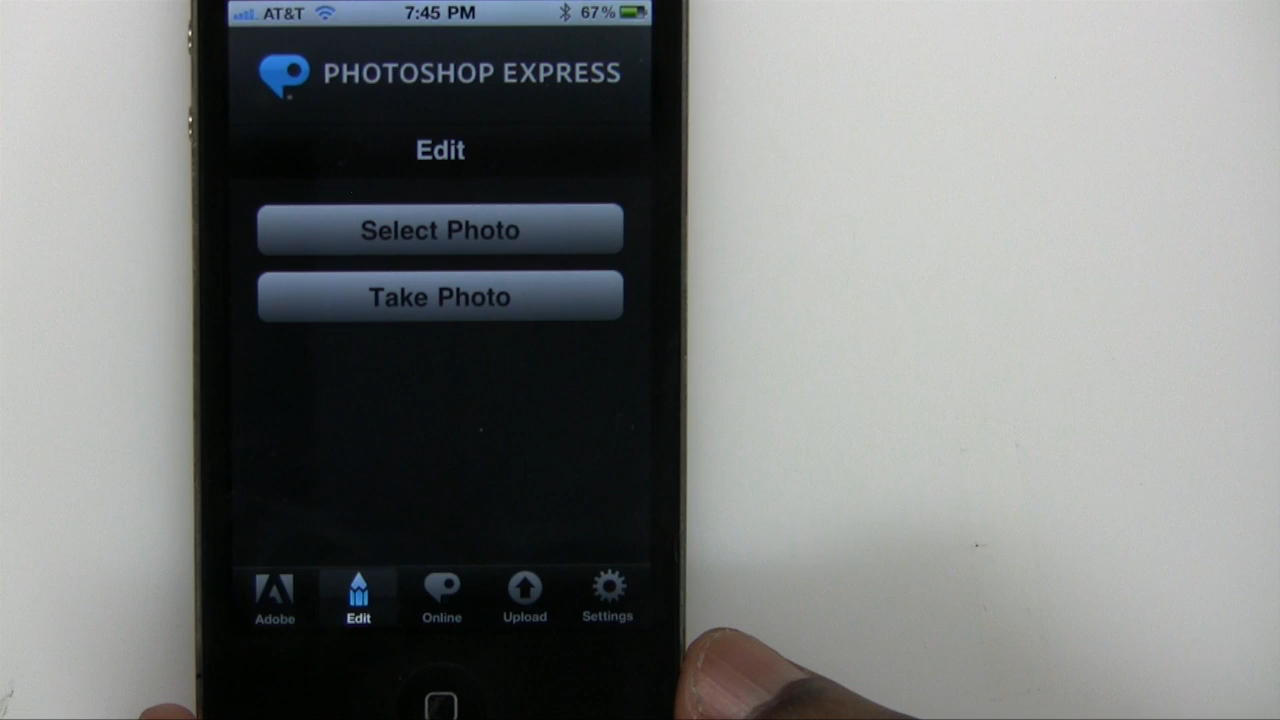 AT&T 7:45 PM 67%
PHOTOSHOP EXPRESS
Edit
Select Photo
Take Photo
Adobe Edit Online Upload Settings